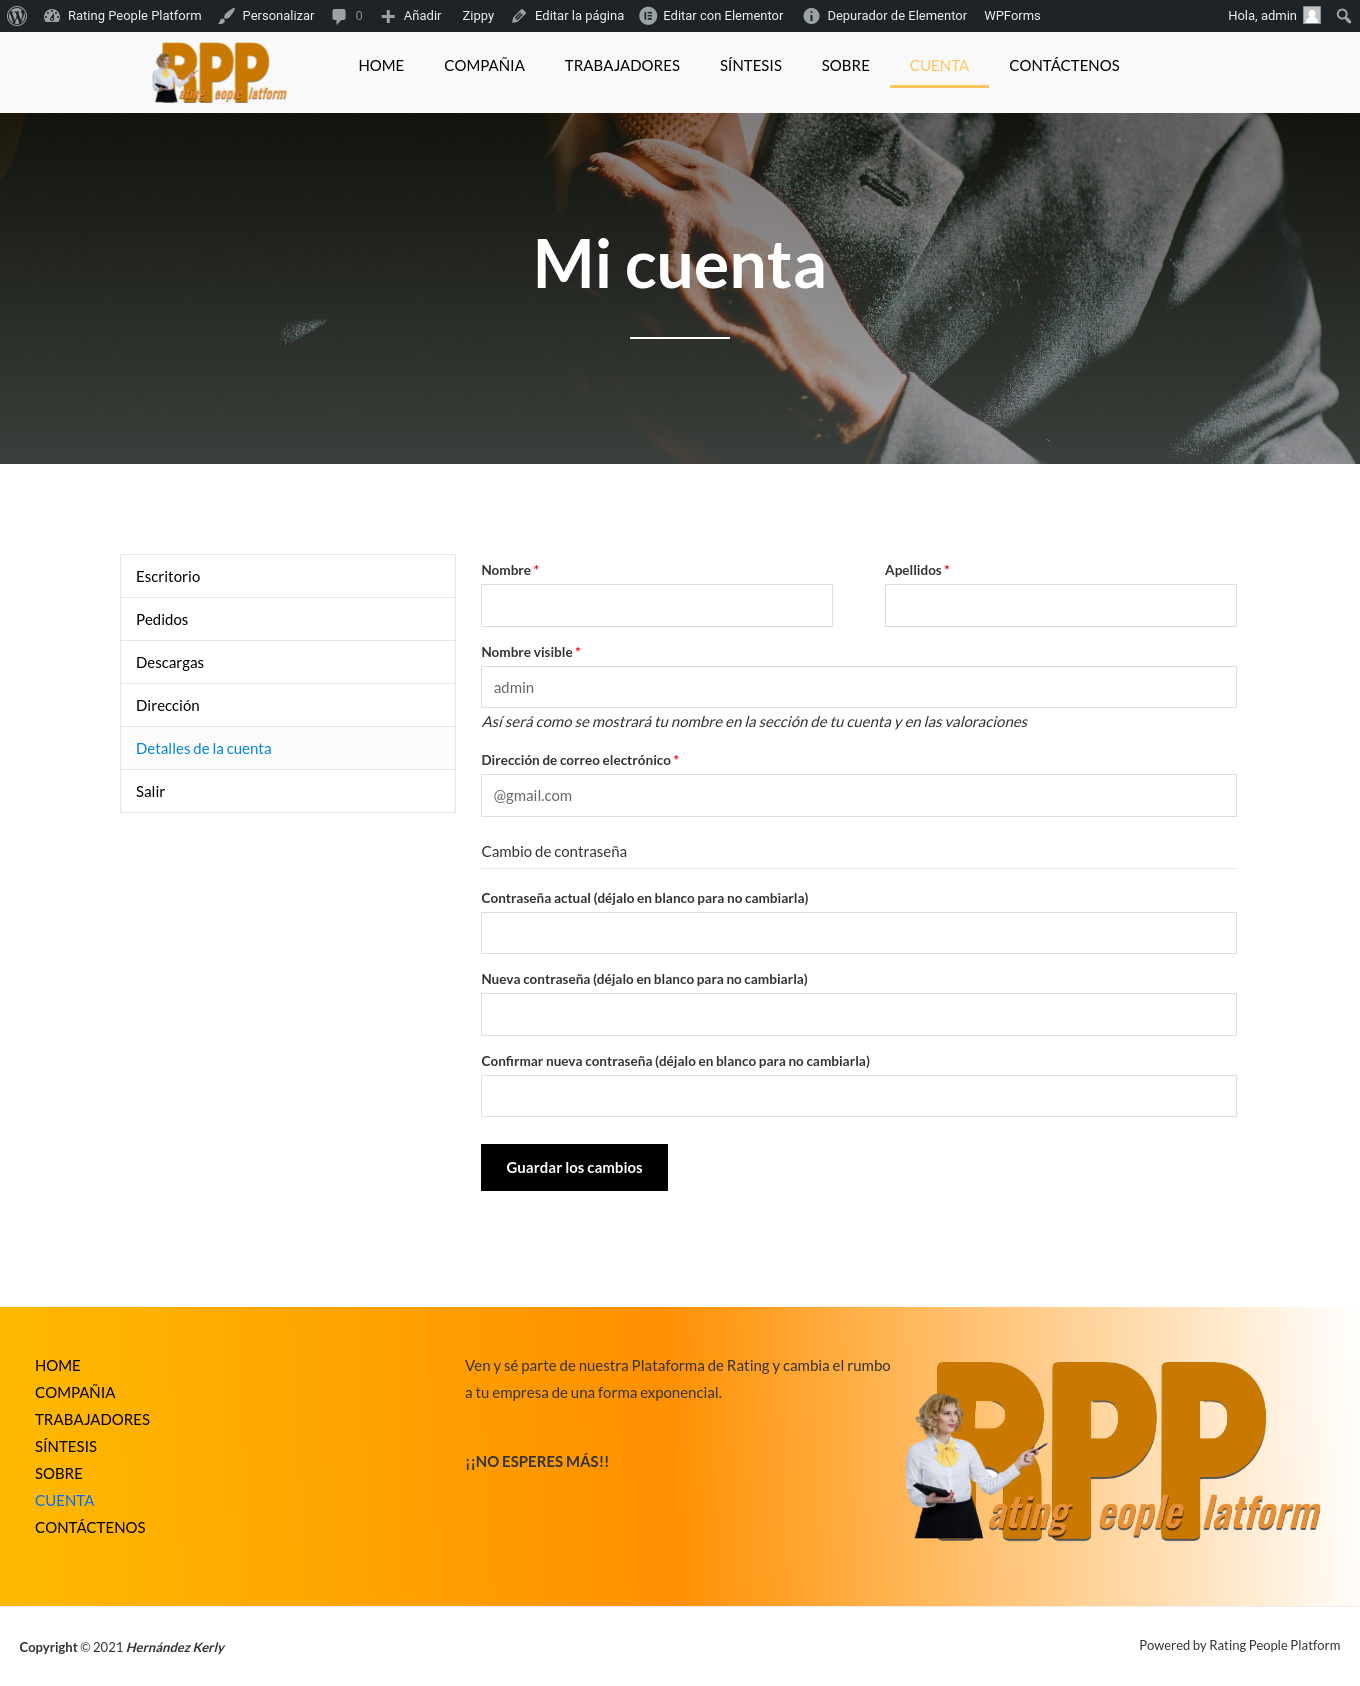 Rating People Platform Personalizar 0 Añadir Zippy Editar la página Editar con Elementor Depurador de Elementor WPForms Hola, admin
RPP
ating eople latform
HOME COMPAÑIA TRABAJADORES SÍNTESIS SOBRE CUENTA CONTÁCTENOS
Mi cuenta
Escritorio
Pedidos
Descargas
Dirección
Detalles de la cuenta
Salir
Nombre * Apellidos *
Nombre visible *
admin
Así será como se mostrará tu nombre en la sección de tu cuenta y en las valoraciones
Dirección de correo electrónico *
@gmail.com
Cambio de contraseña
Contraseña actual (déjalo en blanco para no cambiarla)
Nueva contraseña (déjalo en blanco para no cambiarla)
Confirmar nueva contraseña (déjalo en blanco para no cambiarla)
Guardar los cambios
HOME
COMPAÑIA
TRABAJADORES
SÍNTESIS
SOBRE
CUENTA
CONTÁCTENOS
Ven y sé parte de nuestra Plataforma de Rating y cambia el rumbo
a tu empresa de una forma exponencial.
¡¡NO ESPERES MÁS!!
RPP
ating eople latform
Copyright © 2021 Hernández Kerly
Powered by Rating People Platform